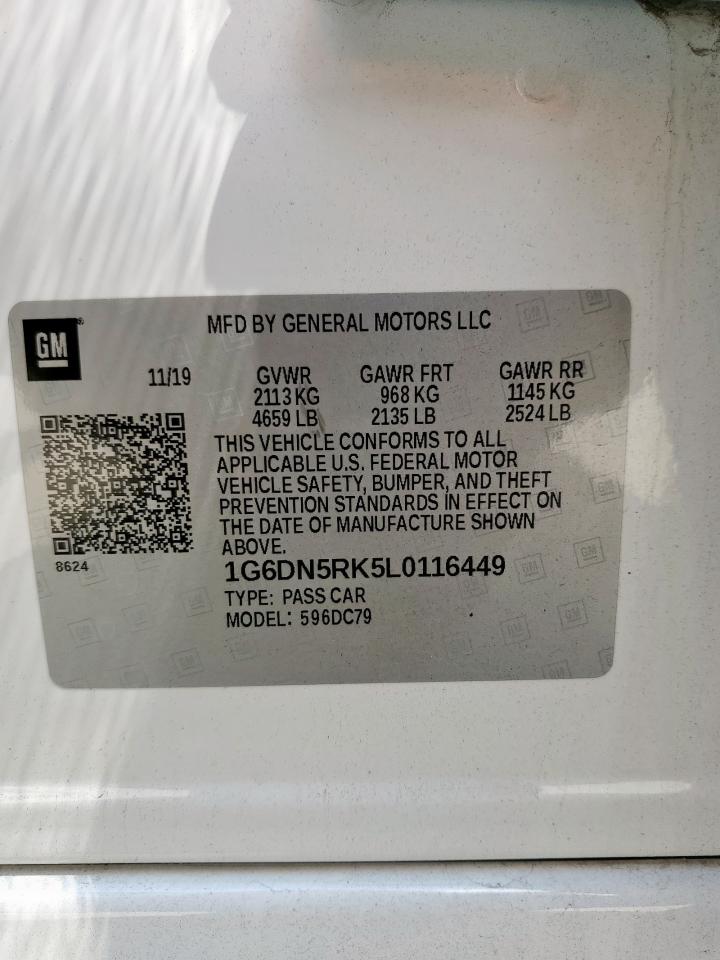 GM
MFD BY GENERAL MOTORS LLC
11/19 GVWR GAWR FRT GAWR RR
2113 KG 968 KG 1145 KG
4659 LB 2135 LB 2524 LB
THIS VEHICLE CONFORMS TO ALL
APPLICABLE U.S. FEDERAL MOTOR
VEHICLE SAFETY, BUMPER, AND THEFT
PREVENTION STANDARDS IN EFFECT ON
THE DATE OF MANUFACTURE SHOWN
ABOVE.
8624
1G6DN5RK5L0116449
TYPE: PASS CAR
MODEL: 596DC79